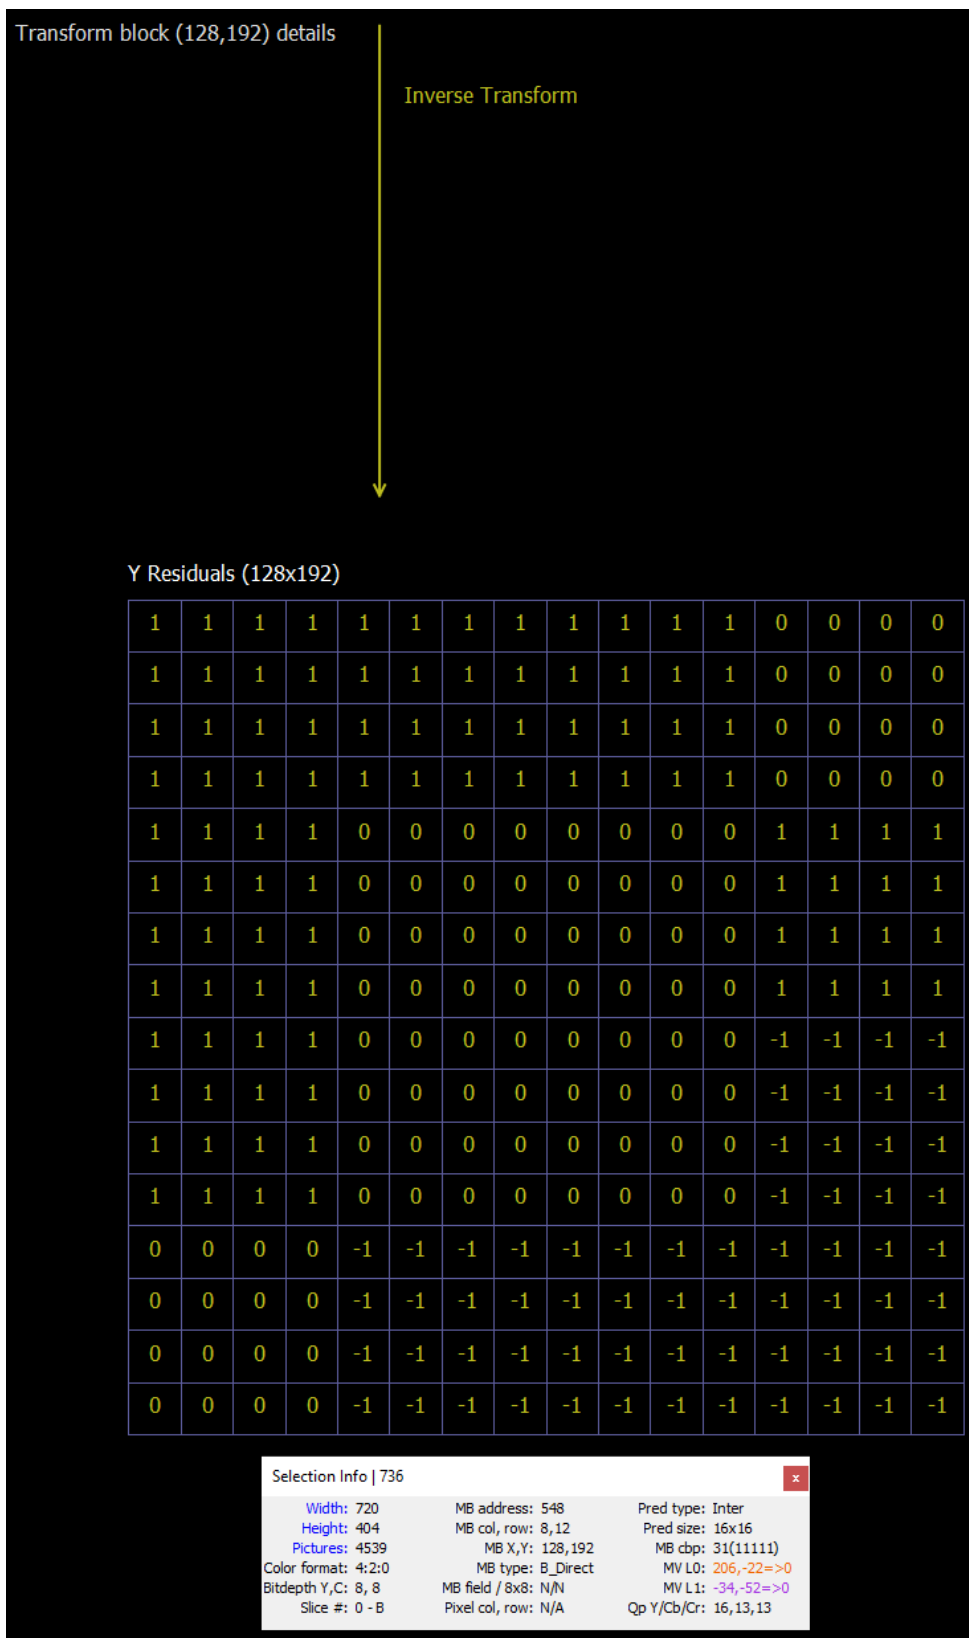 Transform block (128,192) details
Inverse Transform
Y Residuals (128x192)
1 1 1 1 1 1 1 1 1 1 1 1 0 0 0 0
1 1 1 1 1 1 1 1 1 1 1 1 0 0 0 0
1 1 1 1 1 1 1 1 1 1 1 1 0 0 0 0
1 1 1 1 1 1 1 1 1 1 1 1 0 0 0 0
1 1 1 1 0 0 0 0 0 0 0 0 1 1 1 1
1 1 1 1 0 0 0 0 0 0 0 0 1 1 1 1
1 1 1 1 0 0 0 0 0 0 0 0 1 1 1 1
1 1 1 1 0 0 0 0 0 0 0 0 1 1 1 1
1 1 1 1 0 0 0 0 0 0 0 0 -1 -1 -1 -1
1 1 1 1 0 0 0 0 0 0 0 0 -1 -1 -1 -1
1 1 1 1 0 0 0 0 0 0 0 0 -1 -1 -1 -1
1 1 1 1 0 0 0 0 0 0 0 0 -1 -1 -1 -1
0 0 0 0 -1 -1 -1 -1 -1 -1 -1 -1 -1 -1 -1 -1
0 0 0 0 -1 -1 -1 -1 -1 -1 -1 -1 -1 -1 -1 -1
0 0 0 0 -1 -1 -1 -1 -1 -1 -1 -1 -1 -1 -1 -1
0 0 0 0 -1 -1 -1 -1 -1 -1 -1 -1 -1 -1 -1 -1
Selection Info | 736 x
Width: 720 MB address: 548 Pred type: Inter
Height: 404 MB col, row: 8,12 Pred size: 16x16
Pictures: 4539 MB X,Y: 128,192 MB cbp: 31(11111)
Color format: 4:2:0 MB type: B_Direct MV L0: 206,-22=>0
Bitdepth Y,C: 8, 8 MB field / 8x8: N/N MV L1: -34,-52=>0
Slice #: 0 - B Pixel col, row: N/A Qp Y/Cb/Cr: 16,13,13